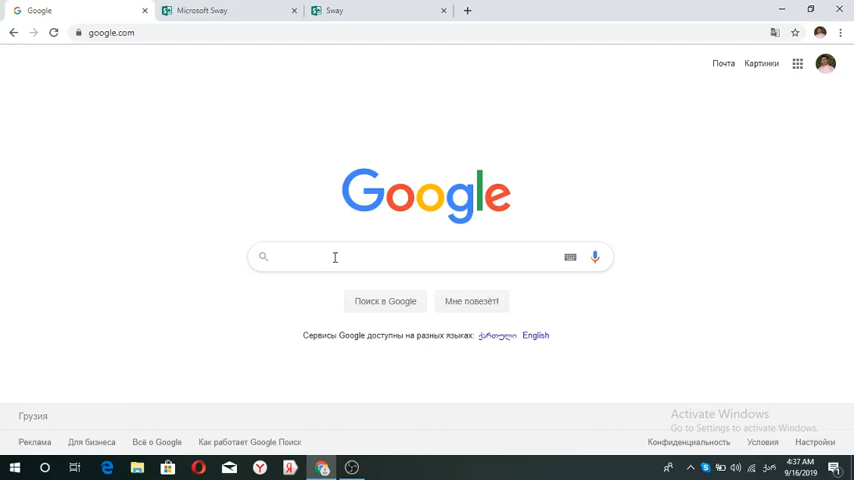 Google
Microsoft Sway
Sway
google.com
Почта
Картинки
Google
Поиск в Google
Мне повезёт!
Сервисы Google доступны на разных языках: ქართული English
Грузия
Activate Windows
Go to Settings to activate Windows.
Реклама
Для бизнеса
Всё о Google
Как работает Google Поиск
Конфиденциальность
Условия
Настройки
ქარ
4:37 AM
9/16/2019